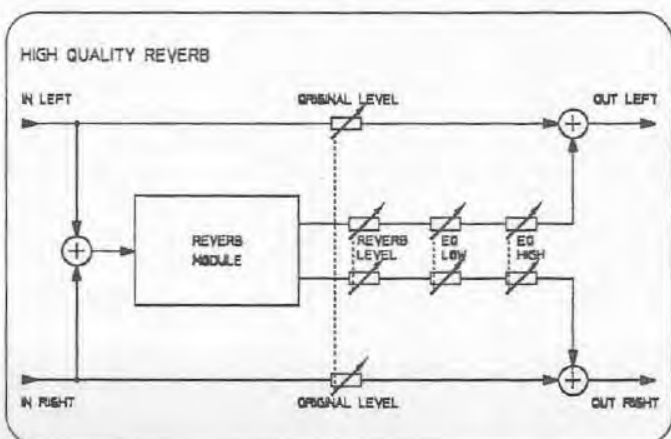 HIGH QUALITY REVERB
IN LEFT
ORIGINAL LEVEL
OUT LEFT
REVERB
MODULE
REVERB
LEVEL
EQ
LOW
EQ
HIGH
IN RIGHT
ORIGINAL LEVEL
OUT RIGHT